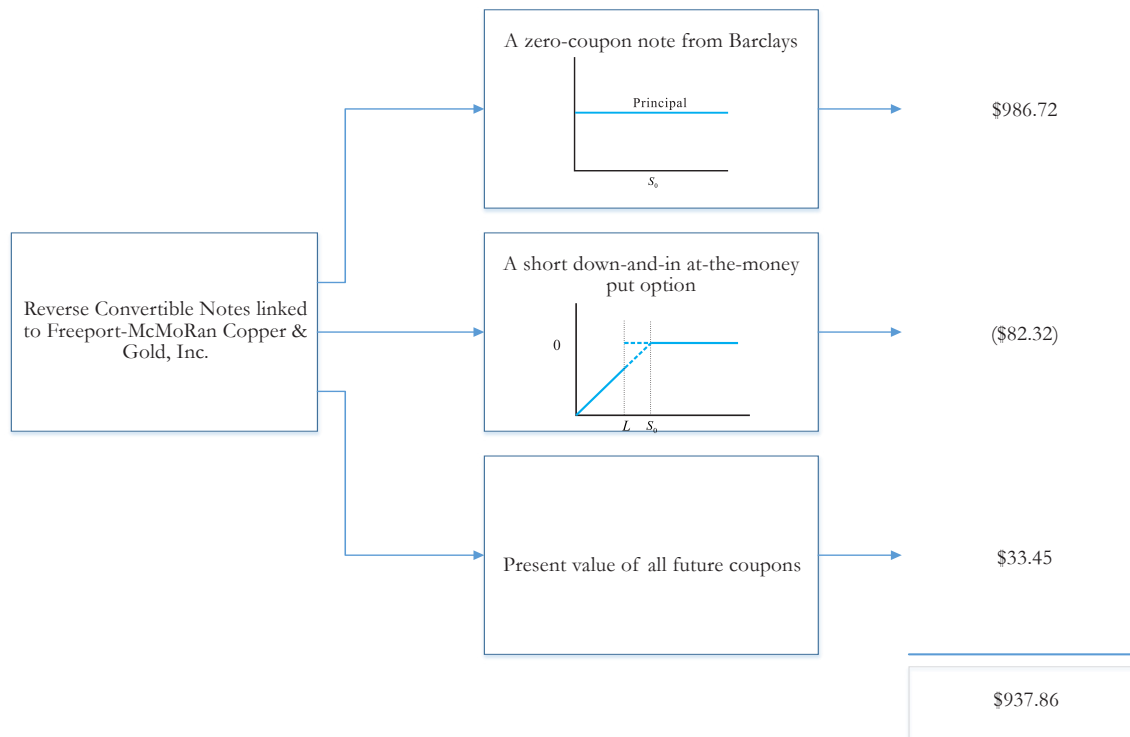 A zero-coupon note from Barclays
Principal
S₀
$986.72
Reverse Convertible Notes linked
to Freeport-McMoRan Copper &
Gold, Inc.
A short down-and-in at-the-money
put option
0
L S₀
($82.32)
Present value of all future coupons
$33.45
$937.86